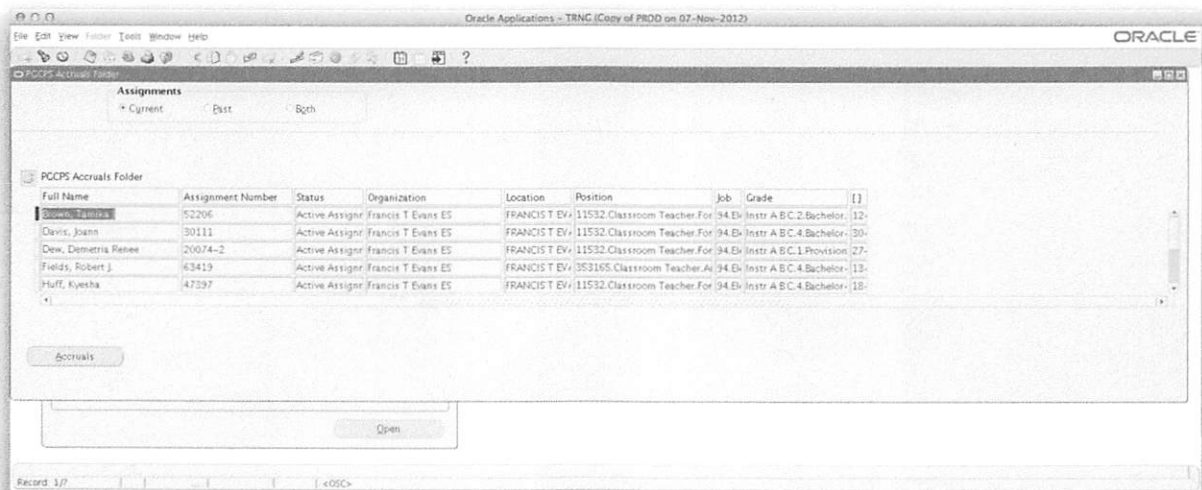 Oracle Applications - TRNG (Copy of PROD on 07-Nov-2012)
File Edit View Folder Tools Window Help
ORACLE
PGCPS Accruals Folder
Assignments
Current Past Both
PGCPS Accruals Folder
Full Name Assignment Number Status Organization Location Position Job Grade [ ]
Brown, Tamika 52206 Active Assignr Francis T Evans ES FRANCIS T EV 11532.Classroom Teacher.For 94.El Instr A B C.2.Bachelor. 12-
Davis, Joann 30111 Active Assignr Francis T Evans ES FRANCIS T EV 11532.Classroom Teacher.For 94.El Instr A B C.2.Bachelor- 30-
Dew, Demetria Renee 20074-2 Active Assignr Francis T Evans ES FRANCIS T EV 11532.Classroom Teacher.For 94.El Instr A B C.1.Provision 27-
Fields, Robert J. 63419 Active Assignr Francis T Evans ES FRANCIS T EV 353165.Classroom Teacher.Ar 94.El Instr A B C.4.Bachelor- 13-
Huff, Kyesha 47397 Active Assignr Francis T Evans ES FRANCIS T EV 11532.Classroom Teacher.For 94.El Instr A B C.4.Bachelor- 18-
Accruals
Open
Record: 1/? <OSC>